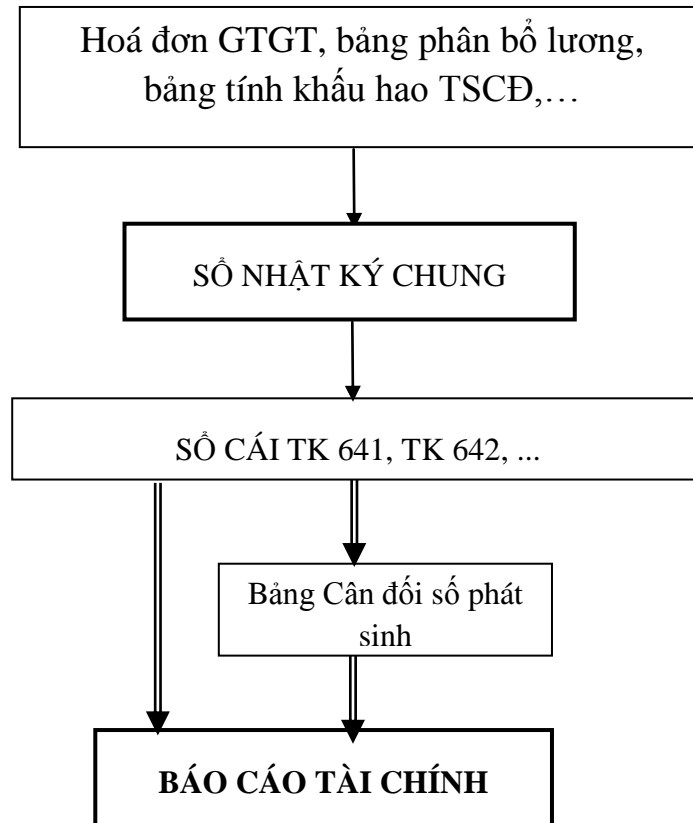 Hoá đơn GTGT, bảng phân bổ lương,
bảng tính khấu hao TSCĐ,…
SỔ NHẬT KÝ CHUNG
SỔ CÁI TK 641, TK 642, ...
Bảng Cân đối số phát
sinh
BÁO CÁO TÀI CHÍNH